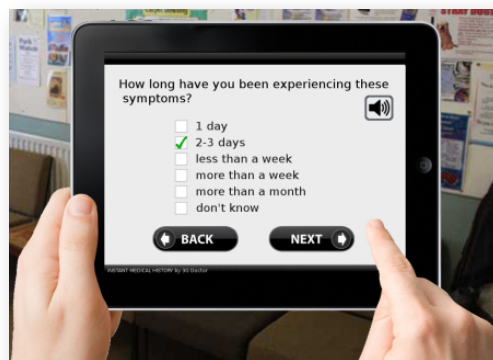 How long have you been experiencing these
symptoms?
1 day
2-3 days
less than a week
more than a week
more than a month
don't know
BACK
NEXT
INSTANT MEDICAL HISTORY by 3G Doctor